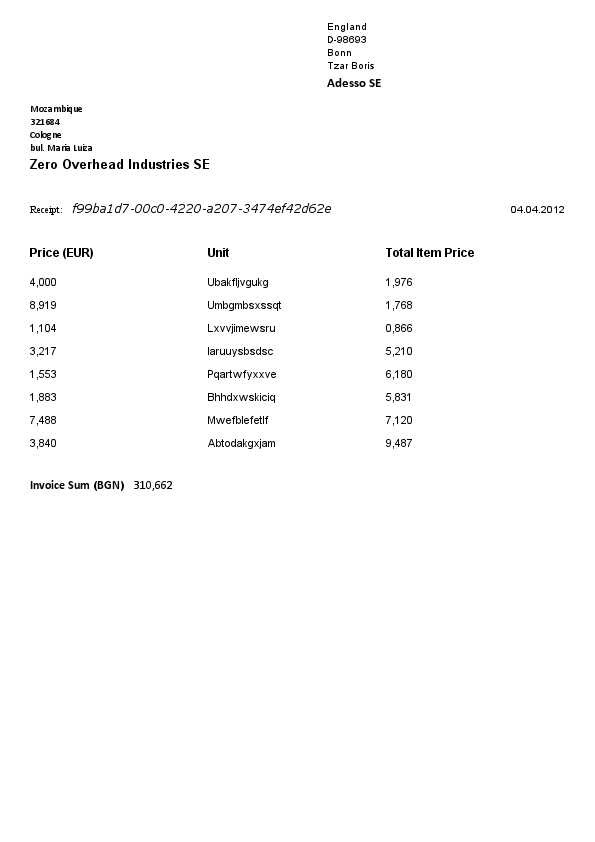 England
D-98693
Bonn
Tzar Boris
Adesso SE
Mozambique
321684
Cologne
bul. Maria Luiza
Zero Overhead Industries SE
Receipt: f99ba1d7-00c0-4220-a207-3474ef42d62e 04.04.2012
Price (EUR) Unit Total Item Price
4,000 Ubakfljvgukg 1,976
8,919 Umbgmbsxssqt 1,768
1,104 Lxvvjimewsru 0,866
3,217 Iaruuysbsdsc 5,210
1,553 Pqartwfyxxve 6,180
1,883 Bhhdxwskiciq 5,831
7,488 Mwefblefetlf 7,120
3,840 Abtodakgxjam 9,487
Invoice Sum (BGN) 310,662